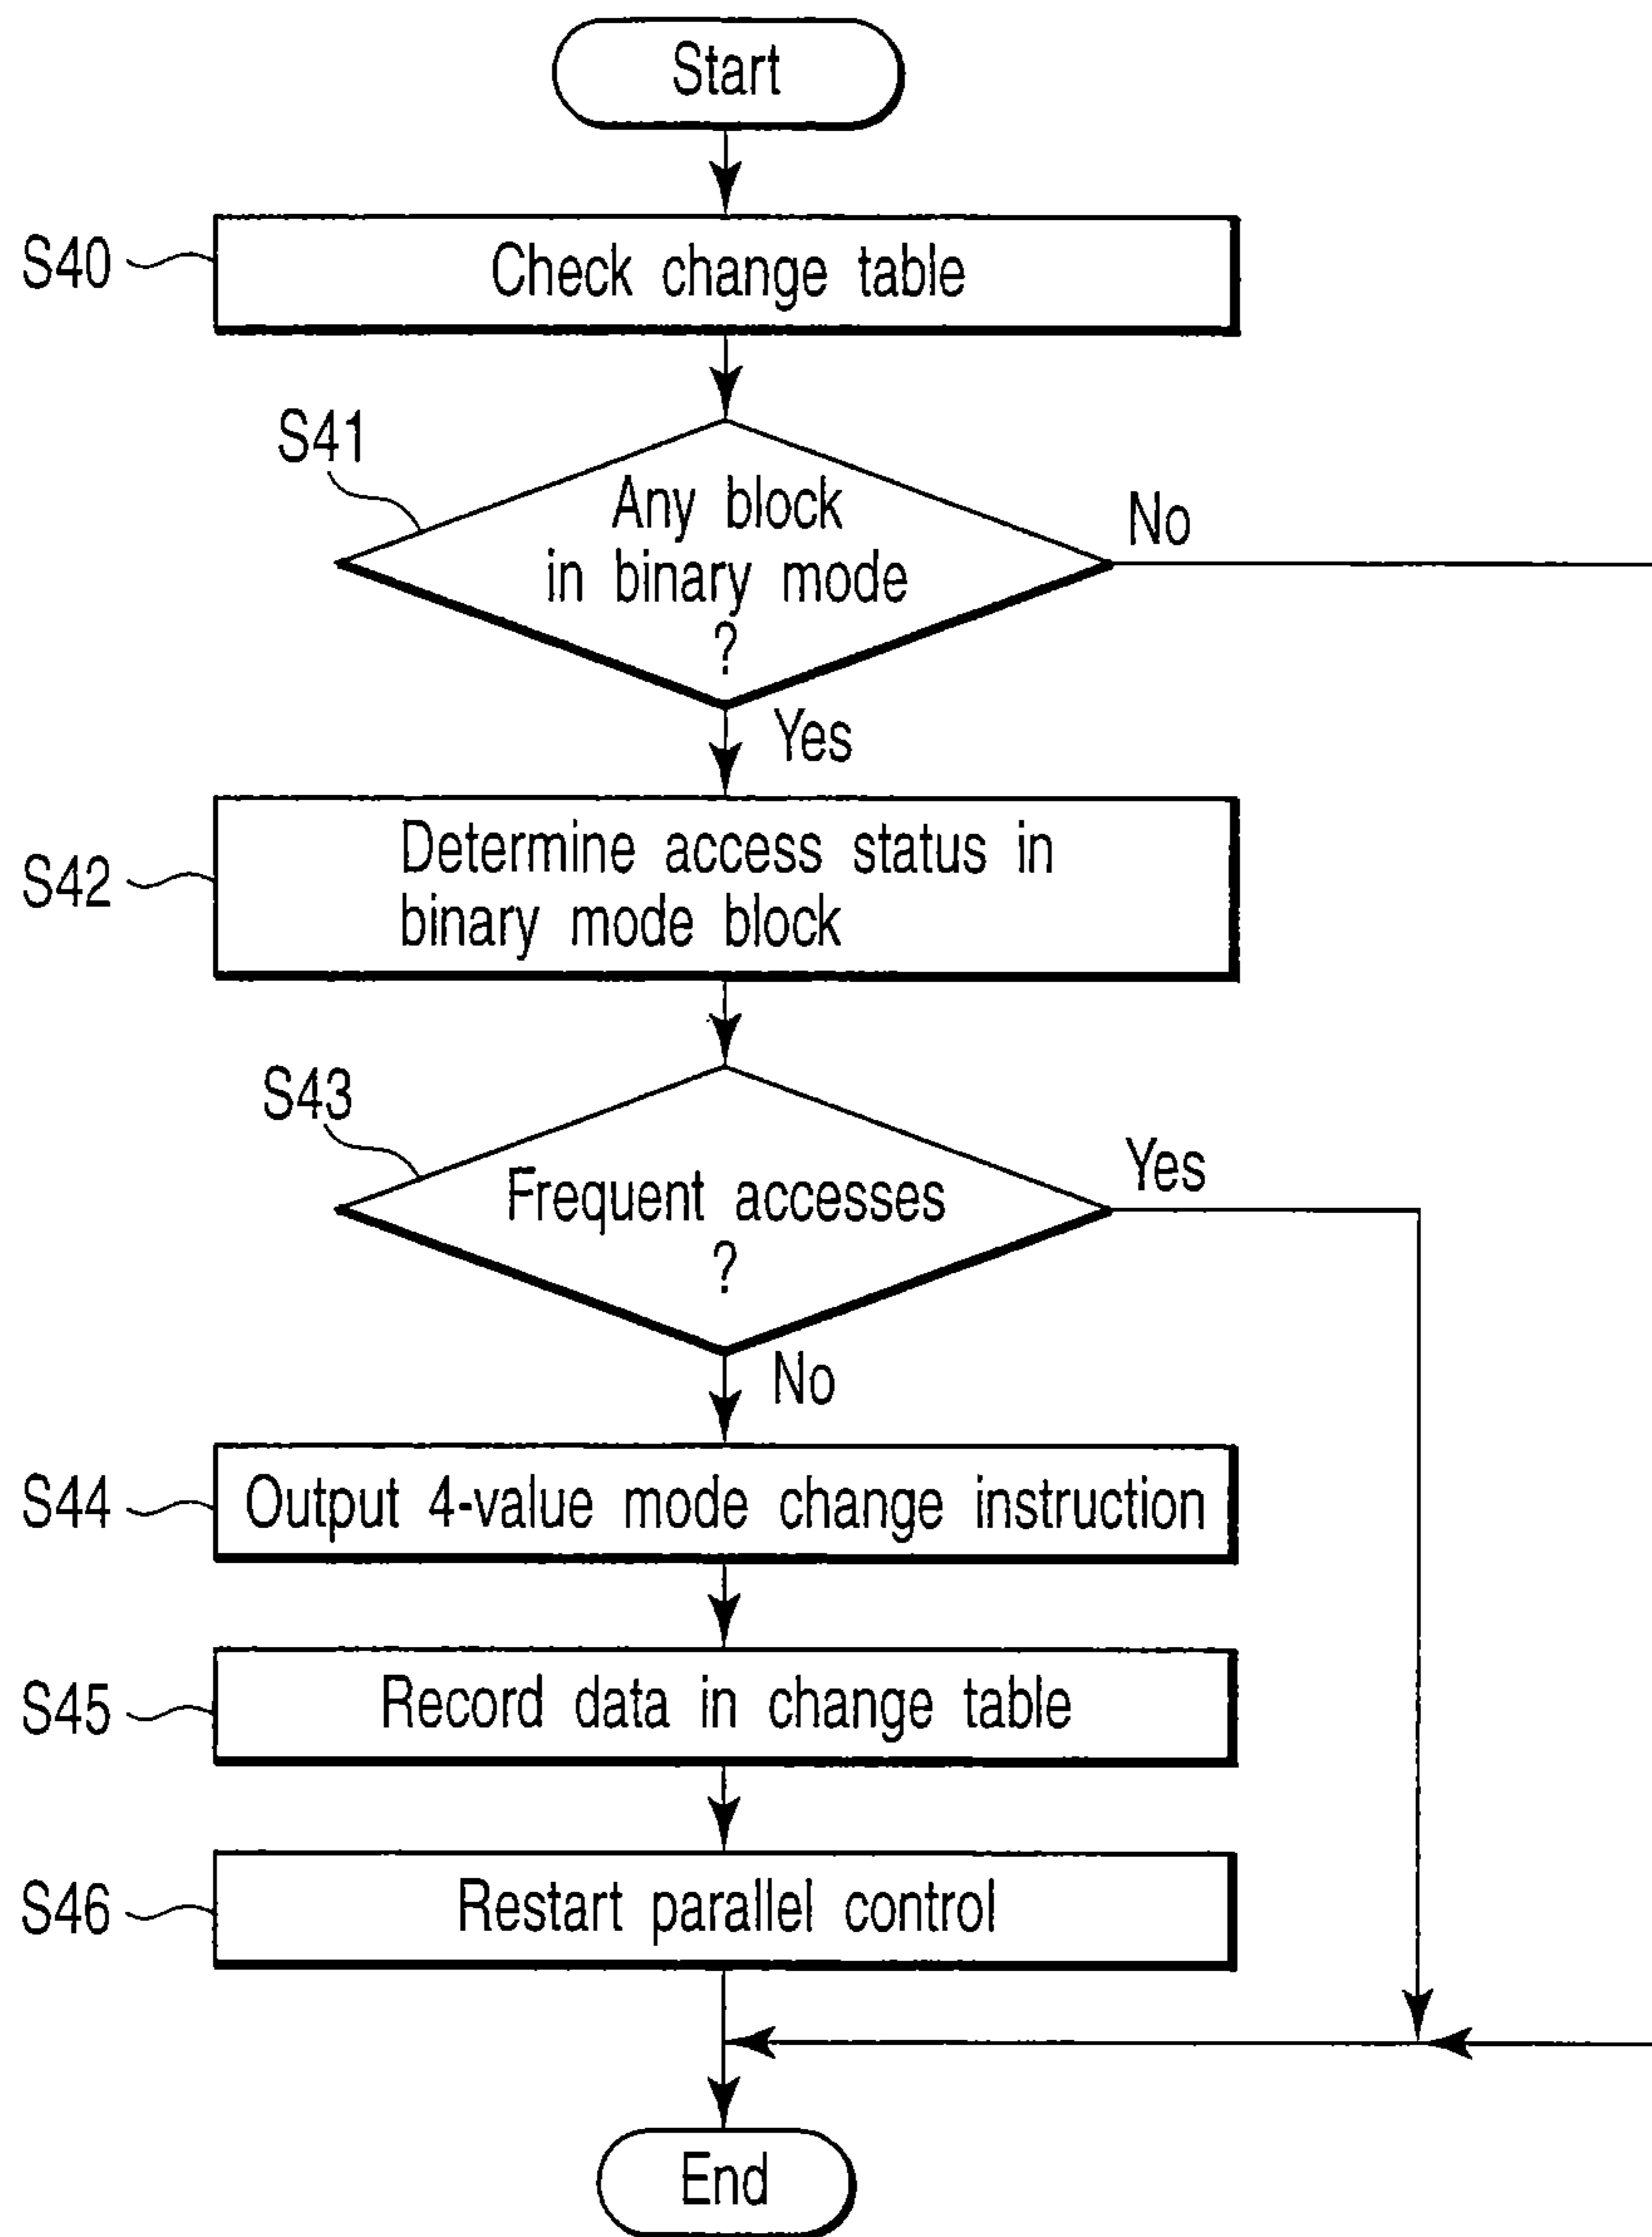 Start
S40
Check change table
S41
Any block
in binary mode
?
No
Yes
S42
Determine access status in
binary mode block
S43
Frequent accesses
?
Yes
No
S44
Output 4-value mode change instruction
S45
Record data in change table
S46
Restart parallel control
End